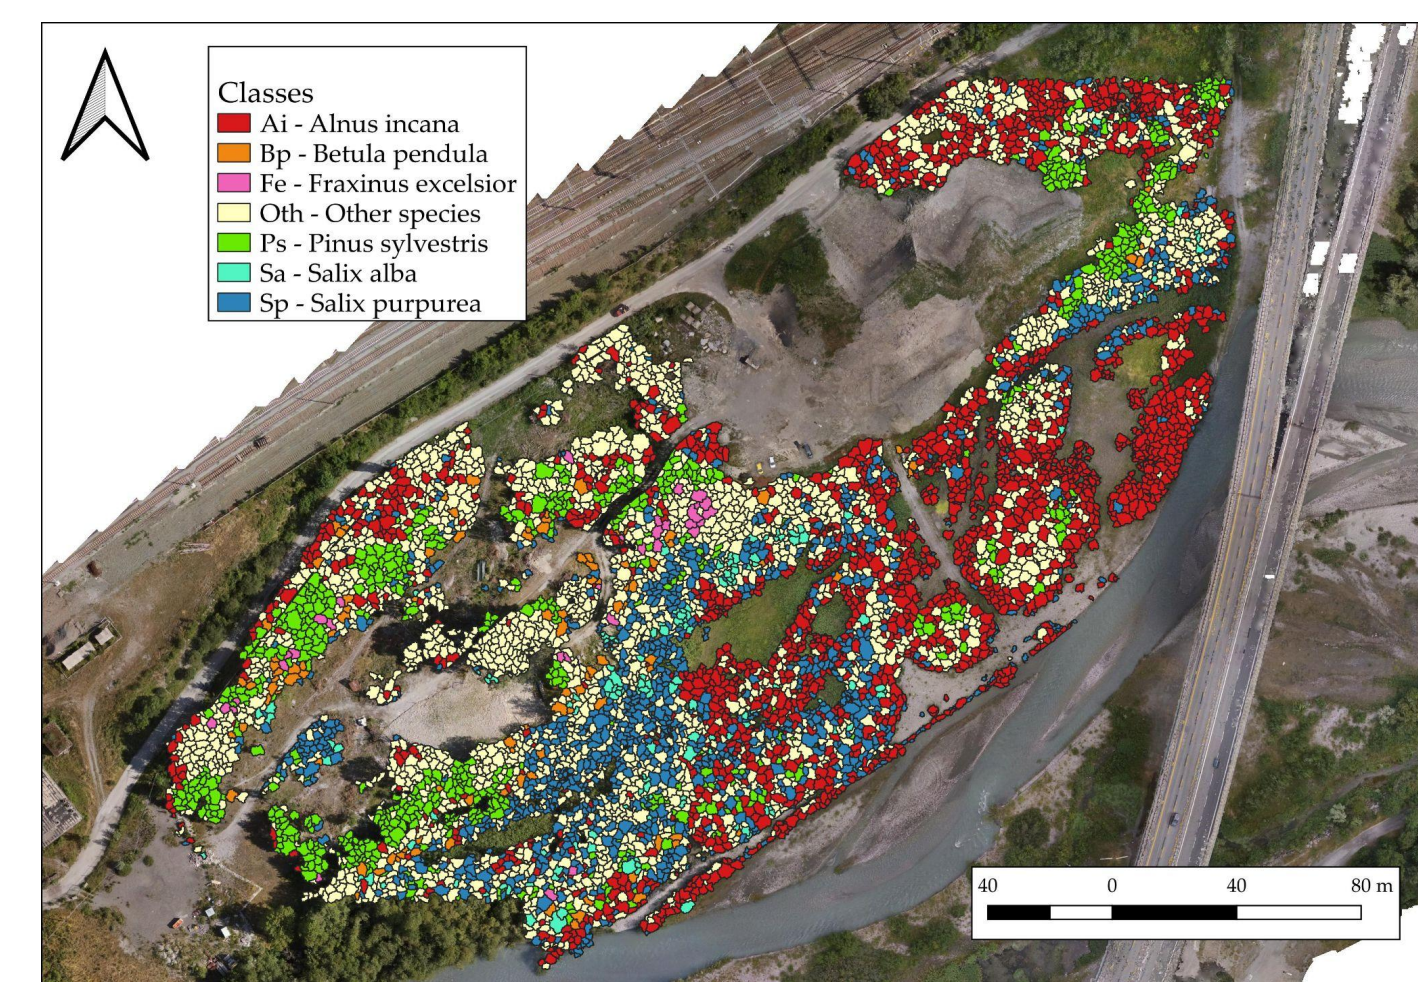 Classes
Ai - Alnus incana
Bp - Betula pendula
Fe - Fraxinus excelsior
Oth - Other species
Ps - Pinus sylvestris
Sa - Salix alba
Sp - Salix purpurea
40 0 40 80 m